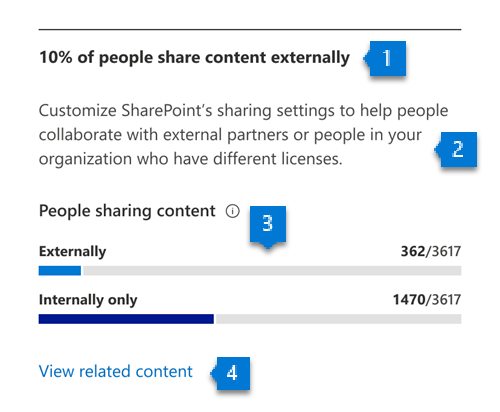 10% of people share content externally
1
Customize SharePoint's sharing settings to help people
collaborate with external partners or people in your
organization who have different licenses.
2
People sharing content
3
Externally 362/3617
Internally only 1470/3617
View related content
4